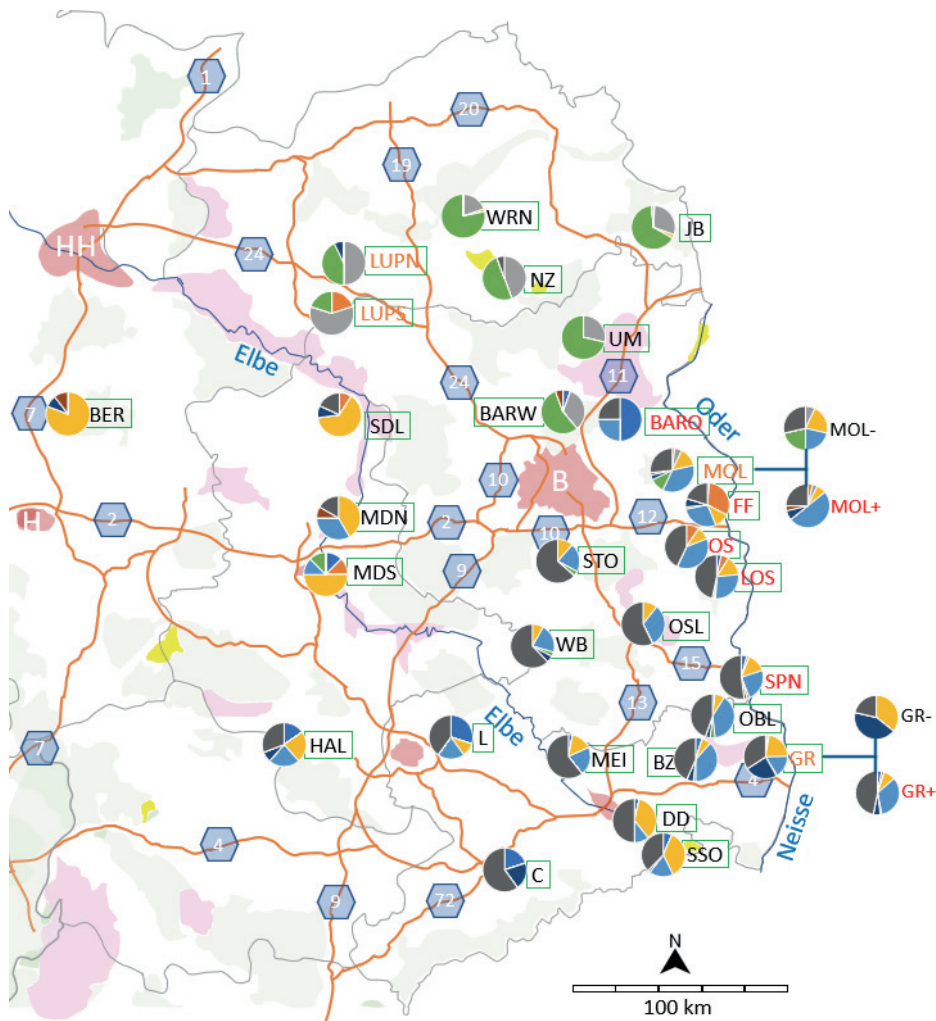 1
20
19
WRN
JB
HH
24
LUPN
NZ
LUPS
UM
Elbe
11
24
7
BER
SDL
BARW
BARO
Oder
MOL-
MOL
B
10
FF
MOL+
H
2
MDN
2
10
12
OS
MDS
9
STO
LOS
OSL
WB
15
SPN
13
Elbe
OBL
GR-
7
HAL
L
MEI
BZ
GR
4
GR+
DD
Neisse
4
SSO
C
9
72
N
100 km